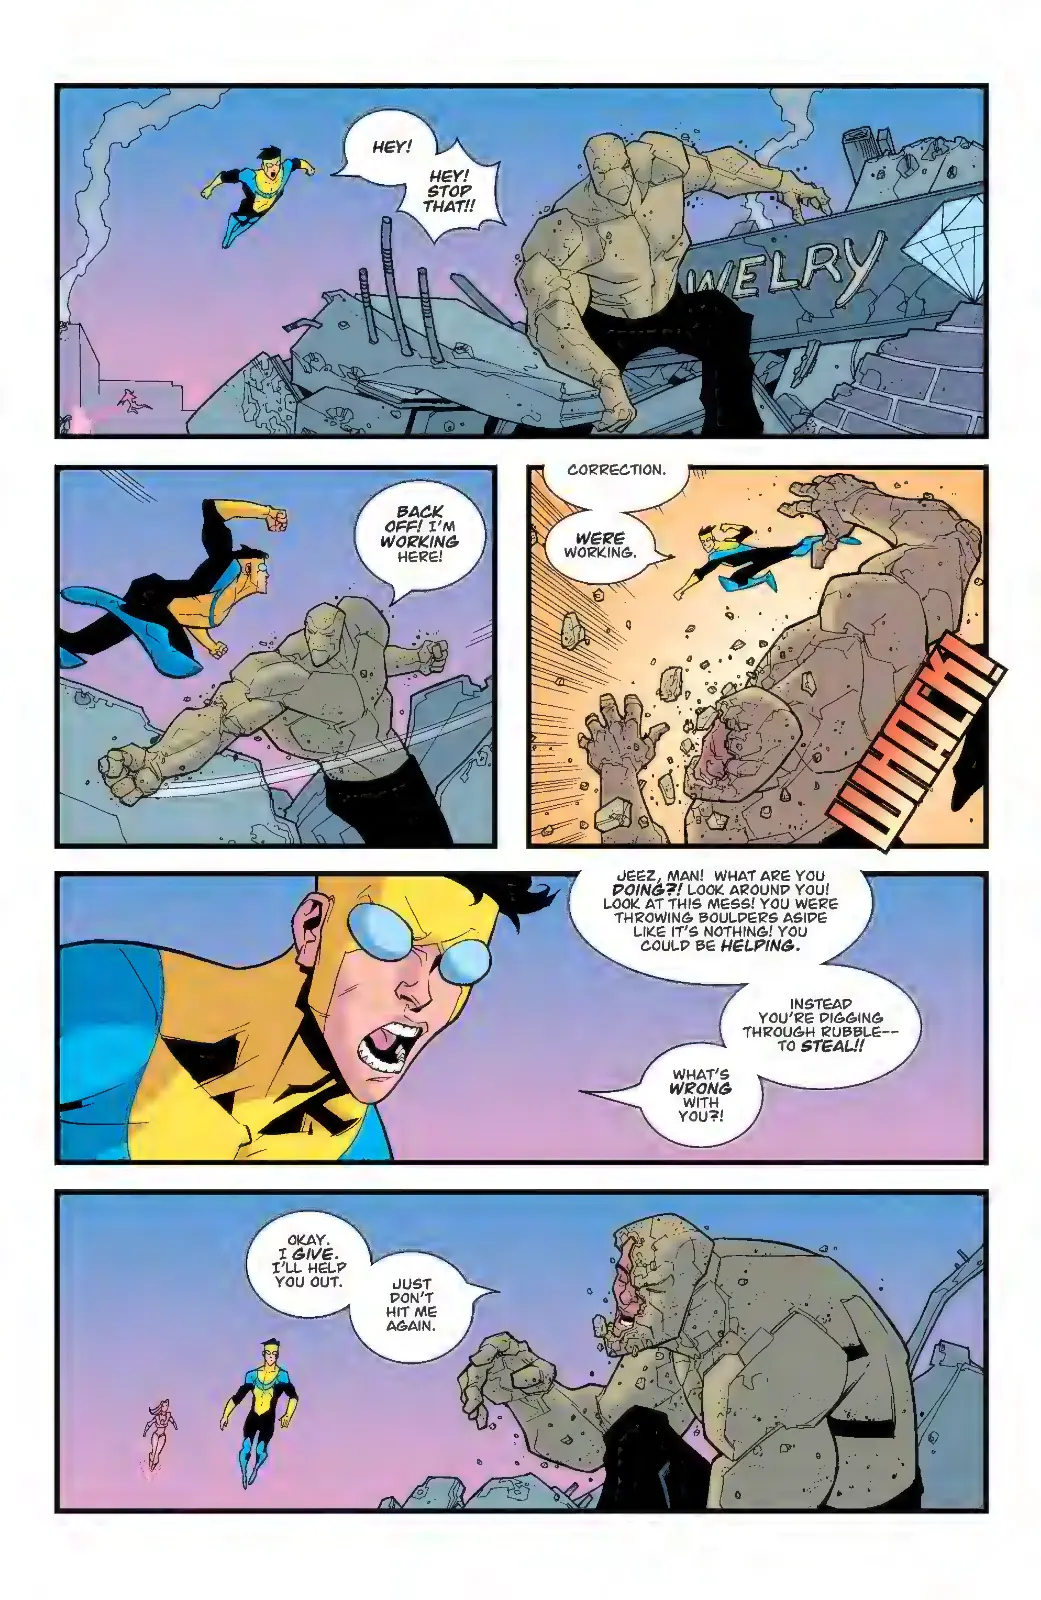 HEY!
HEY!
STOP
THAT!!
WELRY
BACK
OFF! I'M
WORKING
HERE!
CORRECTION.
WERE
WORKING.
WHACK!
JEEZ, MAN! WHAT ARE YOU
DOING?! LOOK AROUND YOU!
LOOK AT THIS MESS! YOU WERE
THROWING BOULDERS ASIDE
LIKE IT'S NOTHING! YOU
COULD BE HELPING.
INSTEAD
YOU'RE DIGGING
THROUGH RUBBLE--
TO STEAL!!
WHAT'S
WRONG
WITH
YOU?!
OKAY.
I GIVE.
I'LL HELP
YOU OUT.
JUST
DON'T
HIT ME
AGAIN.